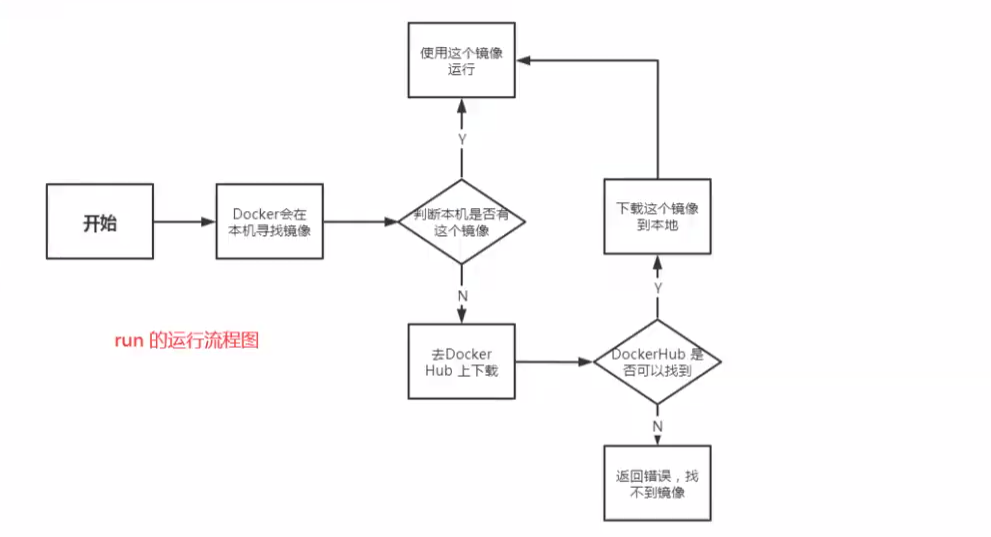 使用这个镜像
运行
Y
开始
Docker会在
本机寻找镜像
判断本机是否有
这个镜像
下载这个镜像
到本地
N
Y
run 的运行流程图
去Docker
Hub 上下载
DockerHub 是
否可以找到
N
返回错误，找
不到镜像